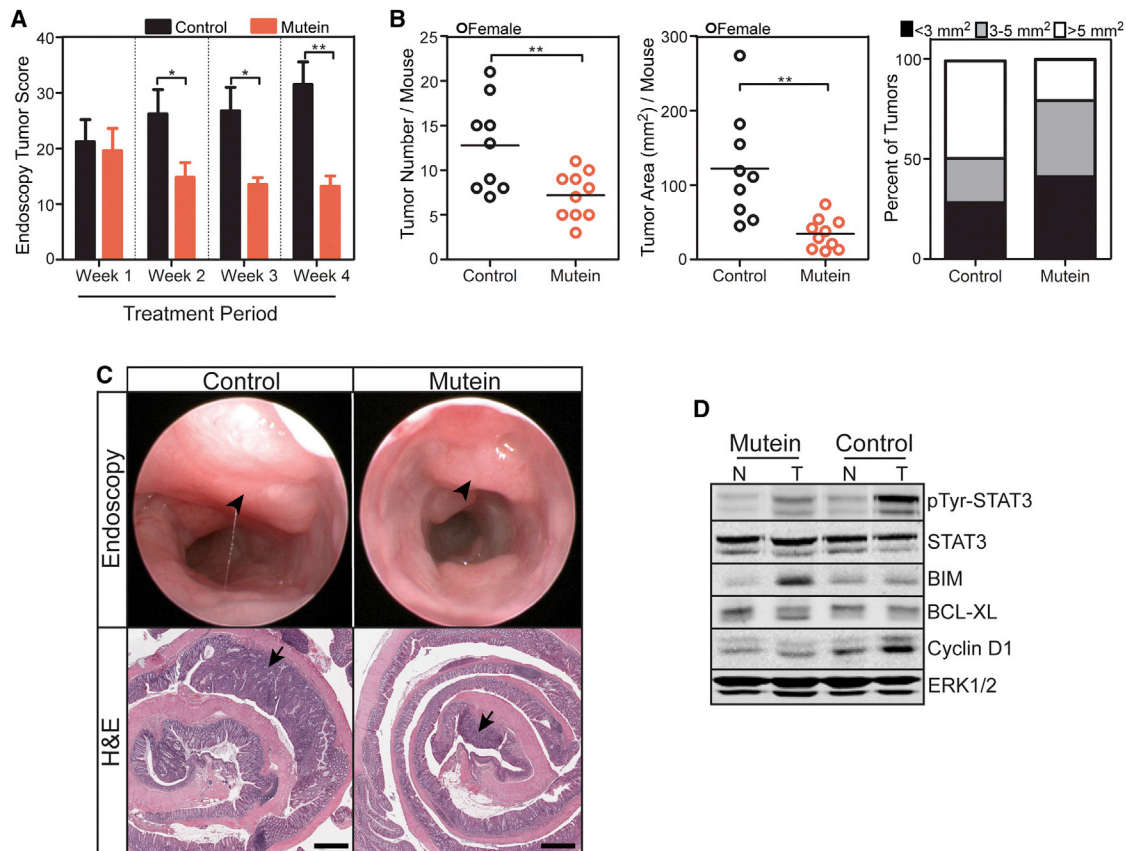 A
Control Mutein
Endoscopy Tumor Score
40
30
20
10
0
* * **
Week 1 Week 2 Week 3 Week 4
Treatment Period
B
Female
Tumor Number / Mouse
25
20
15
10
5
0
**
Control Mutein
Female
Tumor Area (mm²) / Mouse
300
200
100
0
**
Control Mutein
<3 mm² 3-5 mm² >5 mm²
Percent of Tumors
100
50
0
Control Mutein
C
Control Mutein
Endoscopy
H&E
D
Mutein Control
N T N T
pTyr-STAT3
STAT3
BIM
BCL-XL
Cyclin D1
ERK1/2